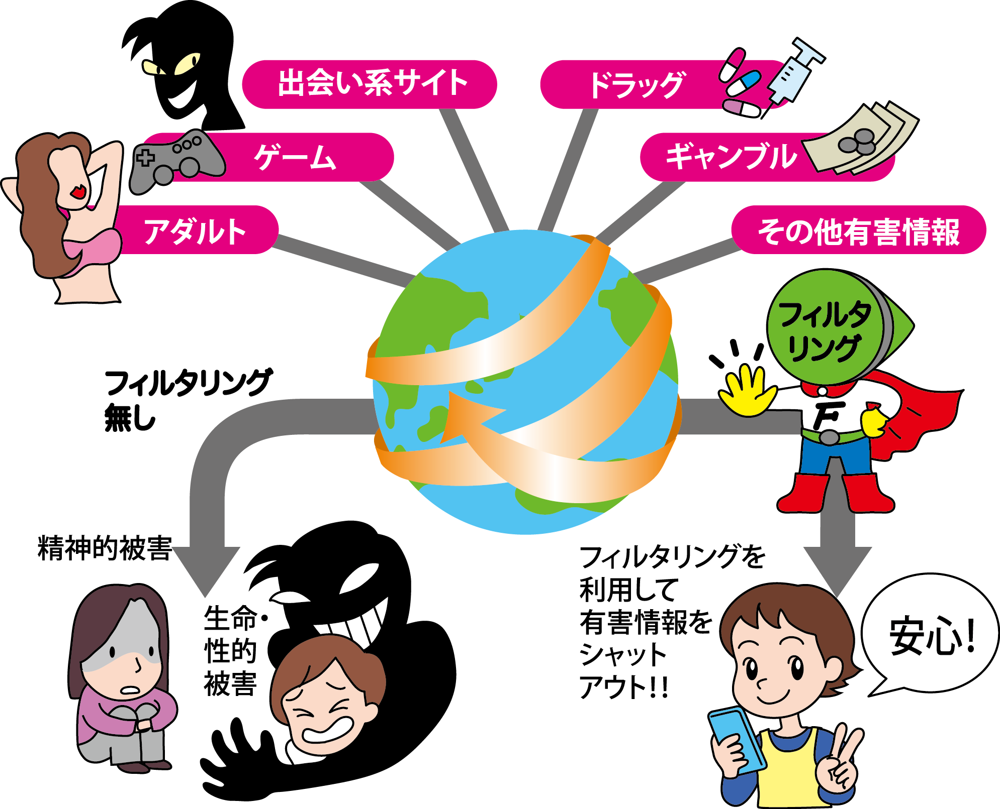 出会い系サイト
ドラッグ
ゲーム
ギャンブル
アダルト
その他有害情報
フィルタ
リング
F
フィルタリング
無し
精神的被害
生命・
性的
被害
フィルタリングを
利用して
有害情報を
シャット
アウト!!
安心!